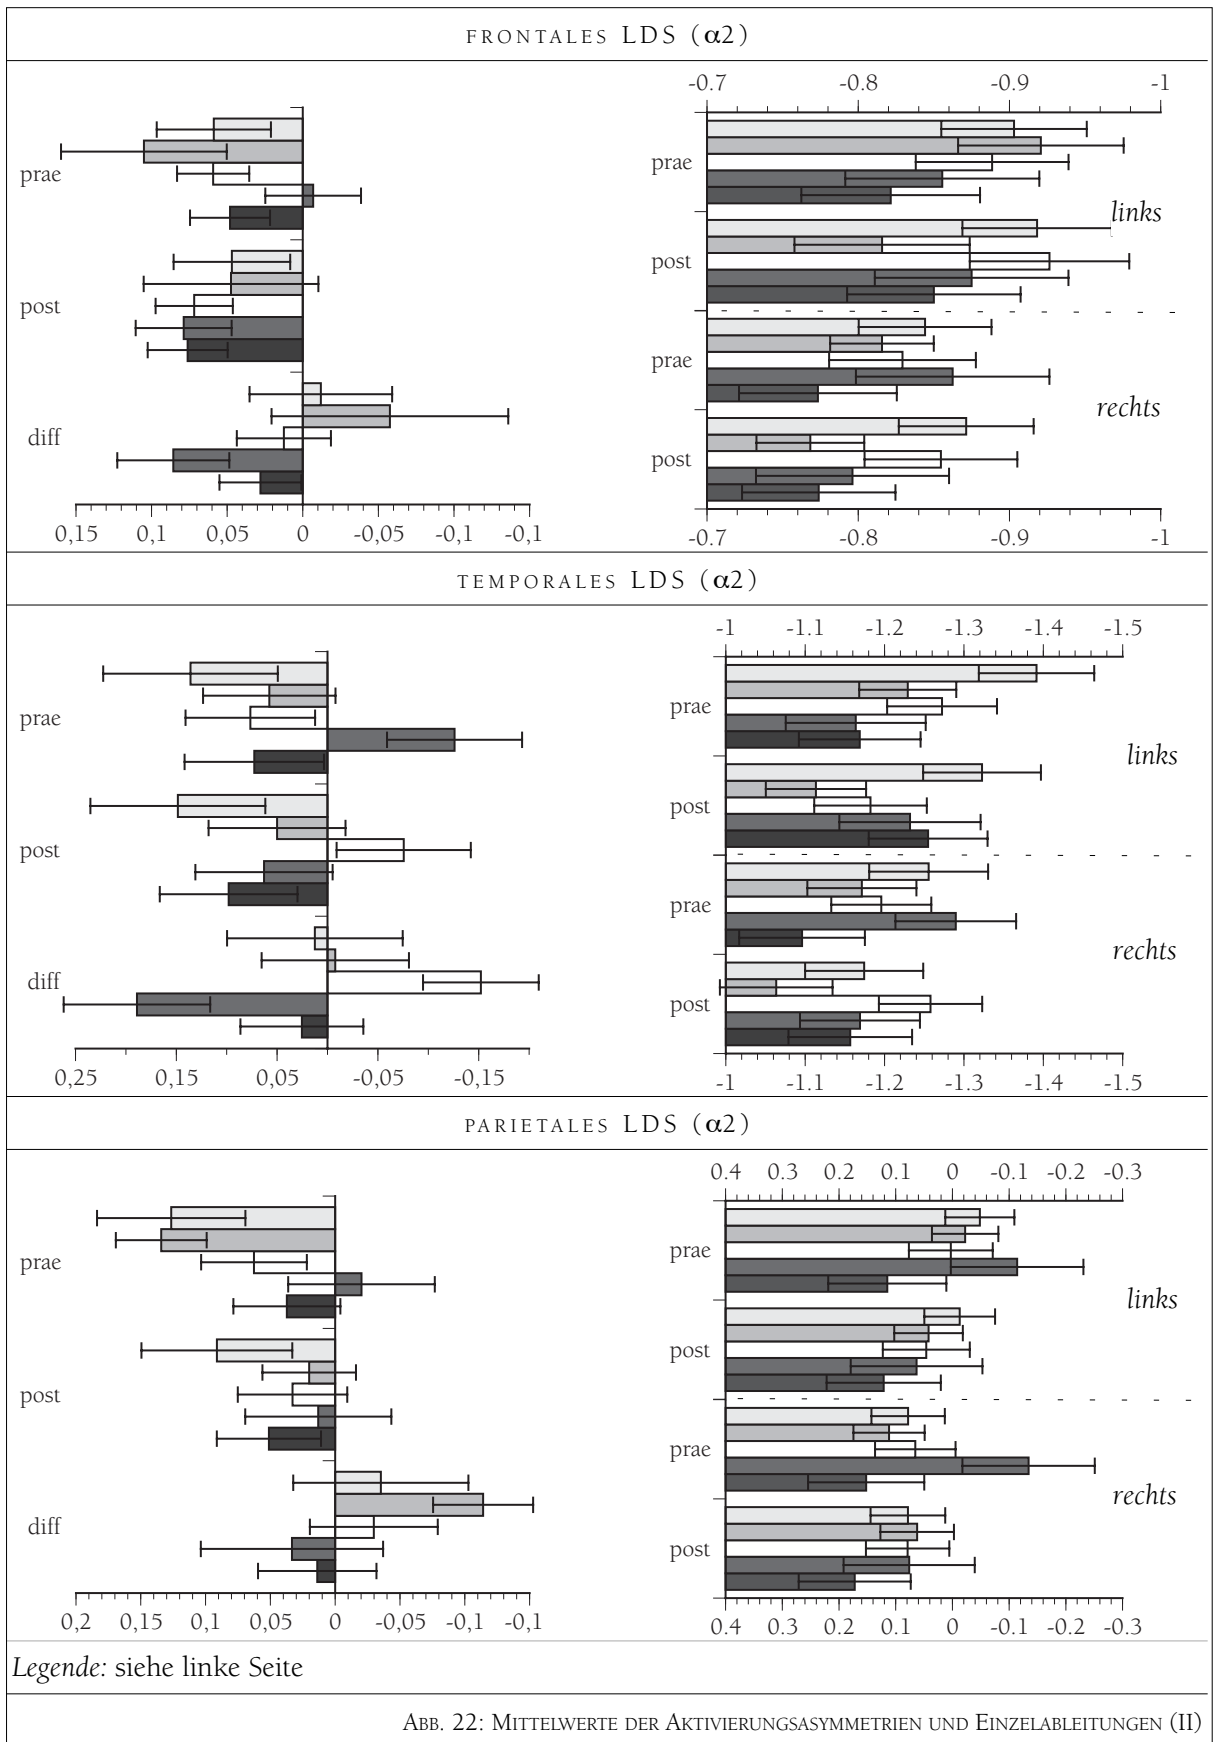 FRONTALES LDS (α2)
-0.7 -0.8 -0.9 -1
prae
post
diff
0,15 0,1 0,05 0 -0,05 -0,1 -0,1
prae
links
post
prae
rechts
post
-0.7 -0.8 -0.9 -1
TEMPORALES LDS (α2)
-1 -1.1 -1.2 -1.3 -1.4 -1.5
prae
post
diff
0,25 0,15 0,05 -0,05 -0,15
prae
links
post
prae
rechts
post
-1 -1.1 -1.2 -1.3 -1.4 -1.5
PARIETALES LDS (α2)
0.4 0.3 0.2 0.1 0 -0.1 -0.2 -0.3
prae
post
diff
0,2 0,15 0,1 0,05 0 -0,05 -0,1 -0,1
prae
links
post
prae
rechts
post
0.4 0.3 0.2 0.1 0 -0.1 -0.2 -0.3
Legende: siehe linke Seite
ABB. 22: MITTELWERTE DER AKTIVIERUNGSASYMMETRIEN UND EINZELABLEITUNGEN (II)